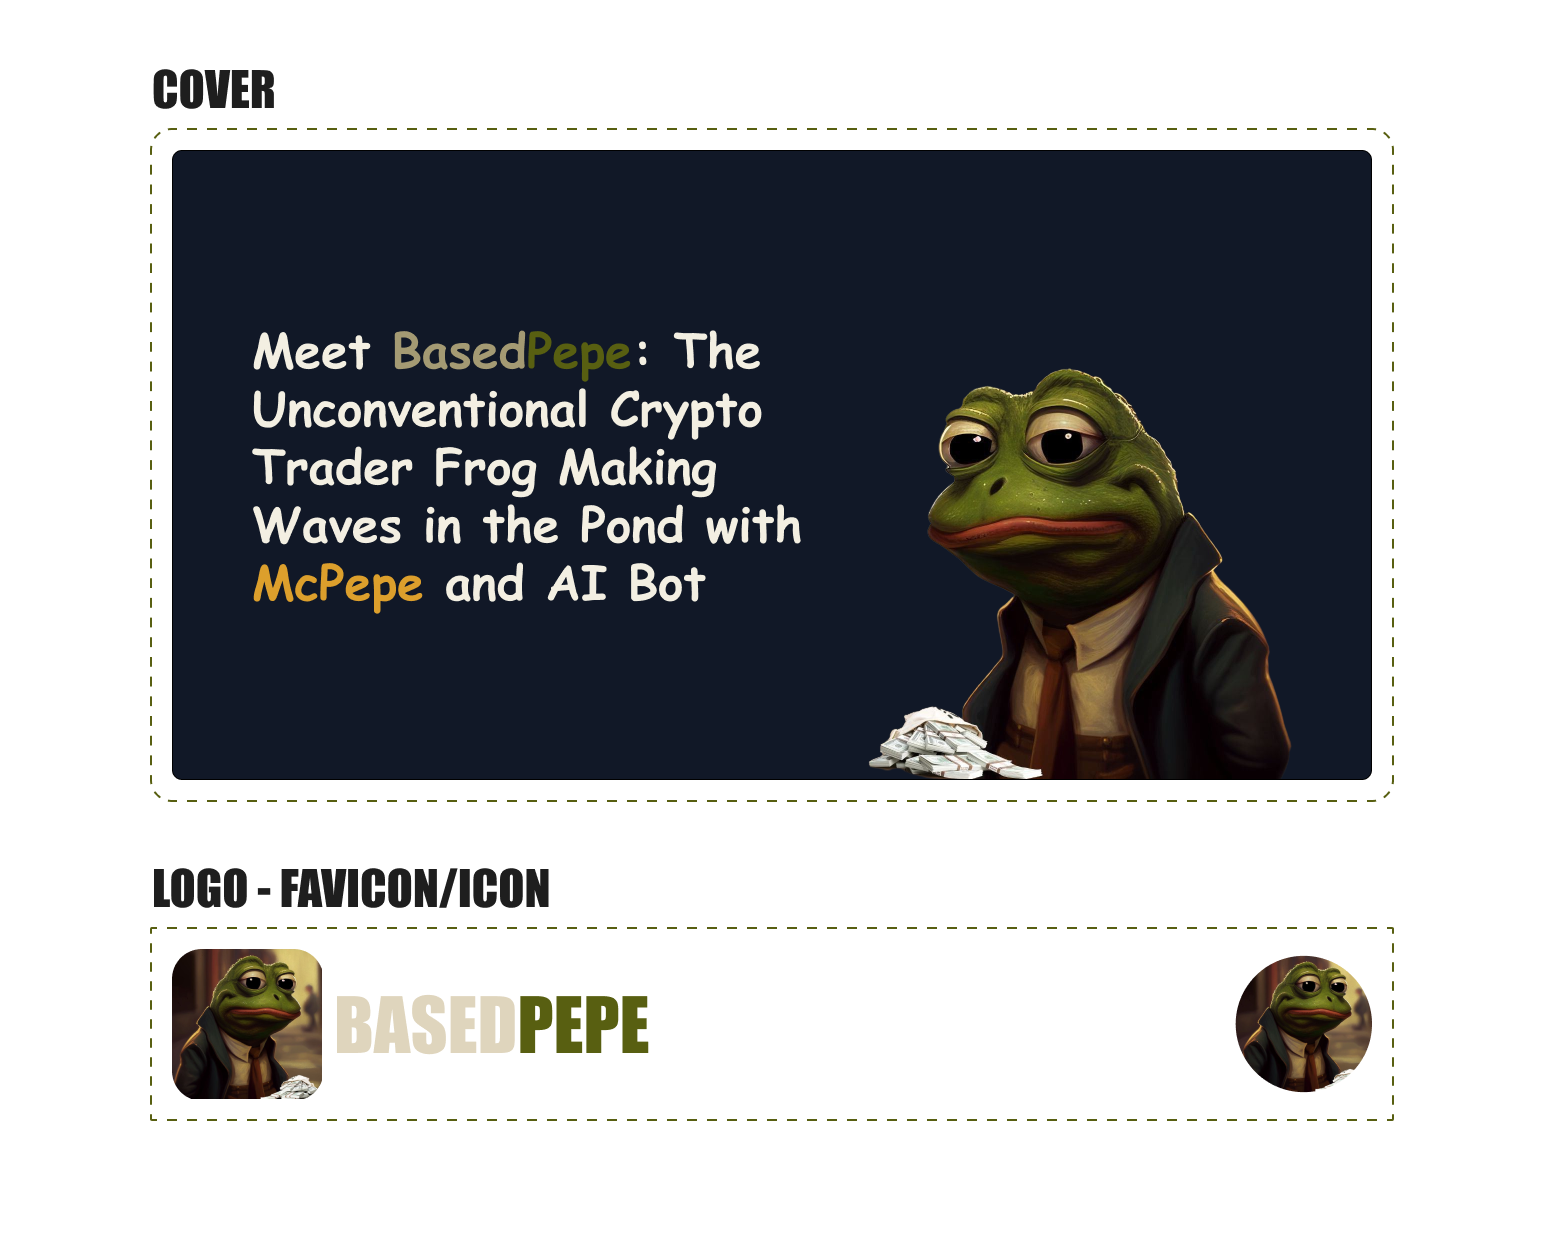 COVER
Meet BasedPepe: The
Unconventional Crypto
Trader Frog Making
Waves in the Pond with
McPepe and AI Bot
LOGO - FAVICON/ICON
BASEDPEPE